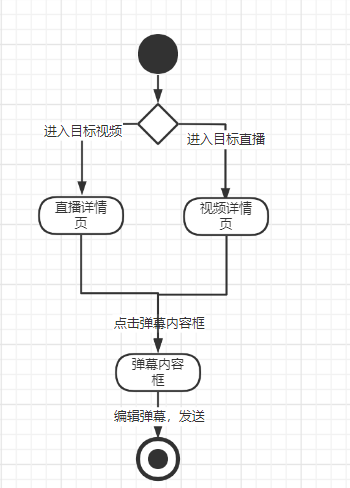 进入目标视频
进入目标直播
直播详情
页
视频详情
页
点击弹幕内容框
弹幕内容
框
编辑弹幕，发送